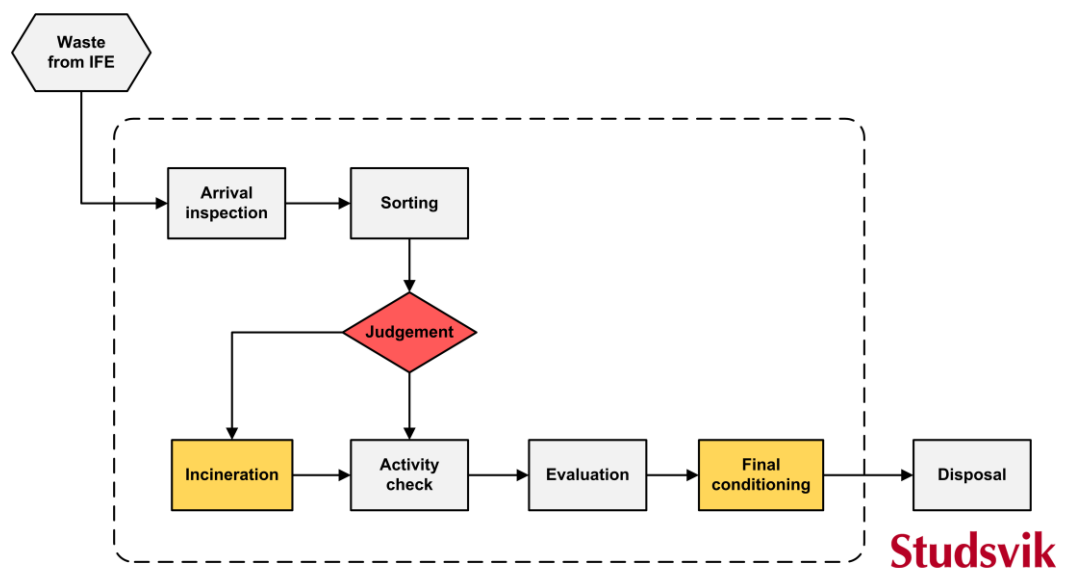 Waste
from IFE
Arrival
inspection
Sorting
Judgement
Incineration
Activity
check
Evaluation
Final
conditioning
Disposal
Studsvik